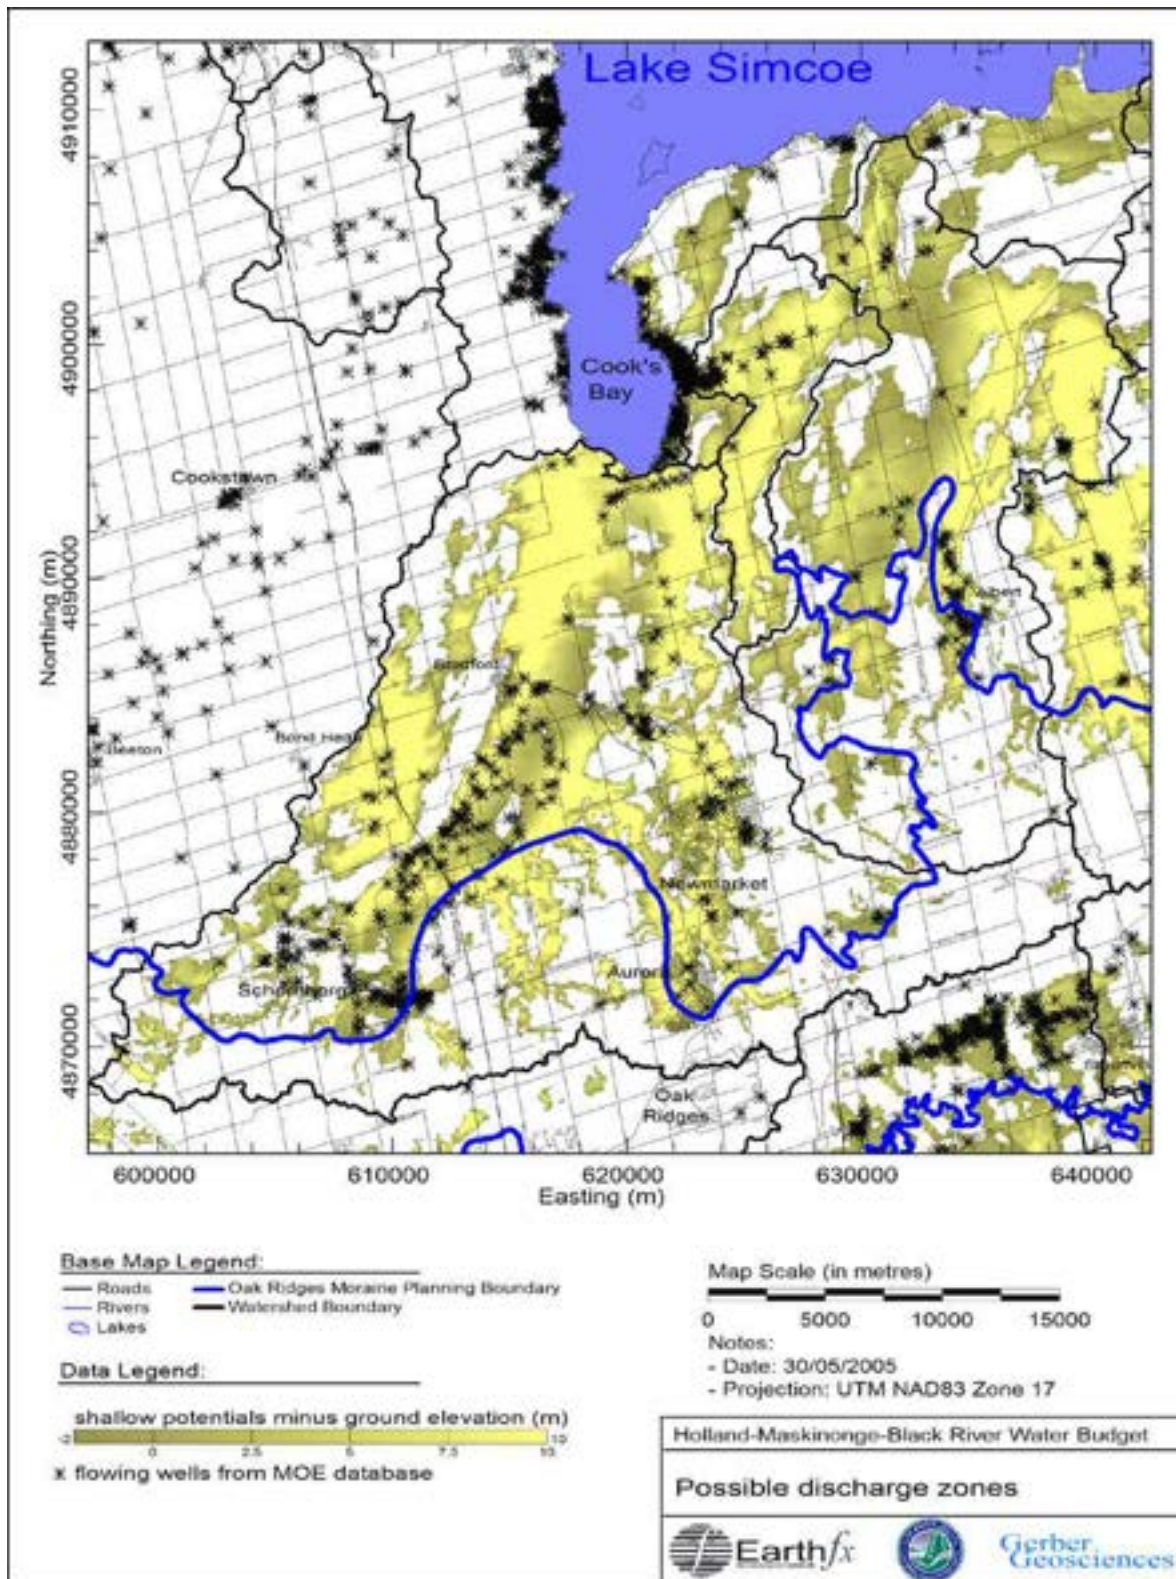 Lake Simcoe
4910000
4900000
Cook's
Bay
Cookstown
4890000
Northing (m)
Albert
Bradford
Bond Head
Beeton
4880000
Newmarket
Aurora
Schomberg
4870000
Oak
Ridges
600000 610000 620000 630000 640000
Easting (m)
Base Map Legend:
Roads Oak Ridges Moraine Planning Boundary
Rivers Watershed Boundary
Lakes
Map Scale (in metres)
0 5000 10000 15000
Notes:
- Date: 30/05/2005
- Projection: UTM NAD83 Zone 17
Data Legend:
shallow potentials minus ground elevation (m)
-2 0 2.5 5 7.5 10 10
flowing wells from MOE database
Holland-Maskinonge-Black River Water Budget
Possible discharge zones
Earthfx
Gerber
Geosciences